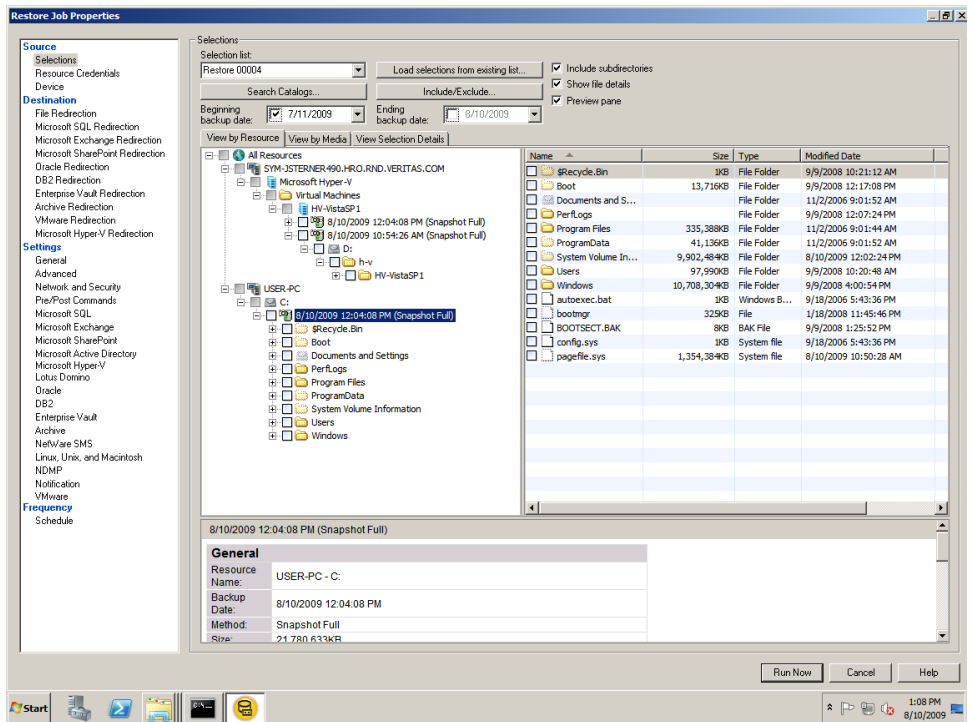 Restore Job Properties
Source
Selections
Resource Credentials
Device
Destination
File Redirection
Microsoft SQL Redirection
Microsoft Exchange Redirection
Microsoft SharePoint Redirection
Oracle Redirection
DB2 Redirection
Enterprise Vault Redirection
Archive Redirection
VMware Redirection
Microsoft Hyper-V Redirection
Settings
General
Advanced
Network and Security
Pre/Post Commands
Microsoft SQL
Microsoft Exchange
Microsoft SharePoint
Microsoft Active Directory
Microsoft Hyper-V
Lotus Domino
Oracle
DB2
Enterprise Vault
Archive
NetWare SMS
Linux, Unix, and Macintosh
NDMP
Notification
VMware
Frequency
Schedule
Selections
Selection list:
Restore 00004
Load selections from existing list...
Include subdirectories
Search Catalogs...
Include/Exclude...
Show file details
Preview pane
Beginning backup date:
7/11/2009
Ending backup date:
8/10/2009
View by Resource
View by Media
View Selection Details
All Resources
SYM-JSTERNER490.HRO.RND.VERITAS.COM
Microsoft Hyper-V
Virtual Machines
HV-VistaSP1
8/10/2009 12:04:08 PM (Snapshot Full)
8/10/2009 10:54:26 AM (Snapshot Full)
D:
h-v
HV-VistaSP1
USER-PC
C:
8/10/2009 12:04:08 PM (Snapshot Full)
$Recycle.Bin
Boot
Documents and Settings
PerfLogs
Program Files
ProgramData
System Volume Information
Users
Windows
Name Size Type Modified Date
$Recycle.Bin 1KB File Folder 9/9/2008 10:21:12 AM
Boot 13,716KB File Folder 9/9/2008 12:17:08 PM
Documents and S... File Folder 11/2/2006 9:01:52 AM
PerfLogs File Folder 9/9/2008 12:07:24 PM
Program Files 335,388KB File Folder 11/2/2006 9:01:44 AM
ProgramData 41,136KB File Folder 11/2/2006 9:01:52 AM
System Volume In... 9,902,484KB File Folder 8/10/2009 12:02:24 PM
Users 97,990KB File Folder 9/9/2008 10:20:48 AM
Windows 10,708,304KB File Folder 9/9/2008 4:00:54 PM
autoexec.bat 1KB Windows B... 9/18/2006 5:43:36 PM
bootmgr 325KB File 1/18/2008 11:45:46 PM
BOOTSECT.BAK 8KB BAK File 9/9/2008 1:25:52 PM
config.sys 1KB System file 9/18/2006 5:43:36 PM
pagefile.sys 1,354,384KB System file 8/10/2009 10:50:28 AM
8/10/2009 12:04:08 PM (Snapshot Full)
General
Resource Name: USER-PC - C:
Backup Date: 8/10/2009 12:04:08 PM
Method: Snapshot Full
Size: 21,780,633KB
Run Now
Cancel
Help
Start
1:08 PM
8/10/2009